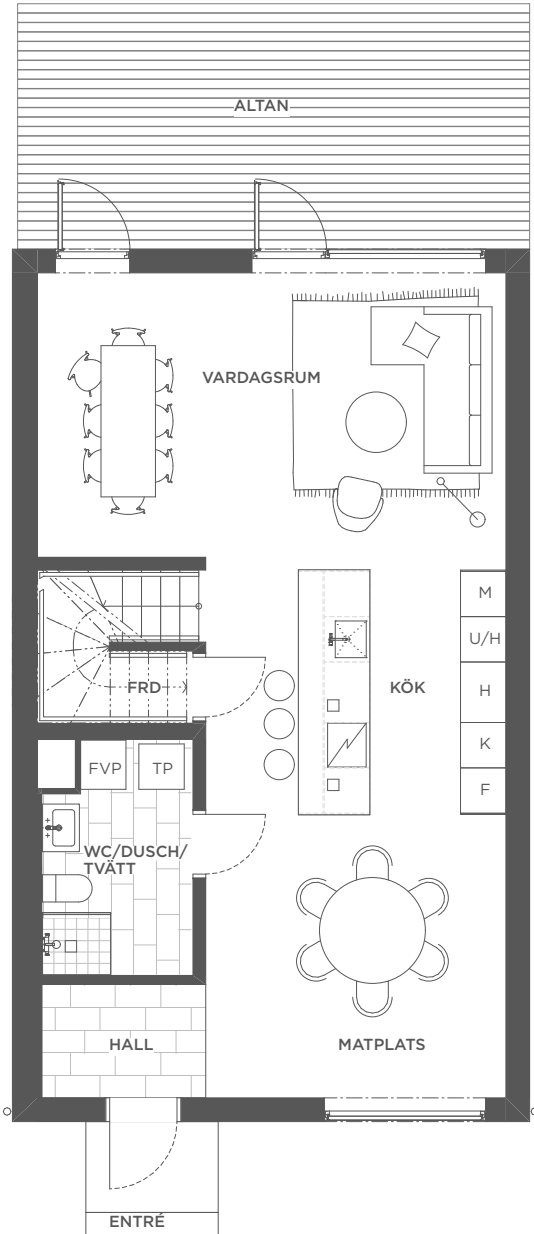 ALTAN
VARDAGSRUM
M
U/H
FRD
KÖK
H
FVP
TP
K
F
WC/DUSCH/
TVÄTT
HALL
MATPLATS
ENTRÉ